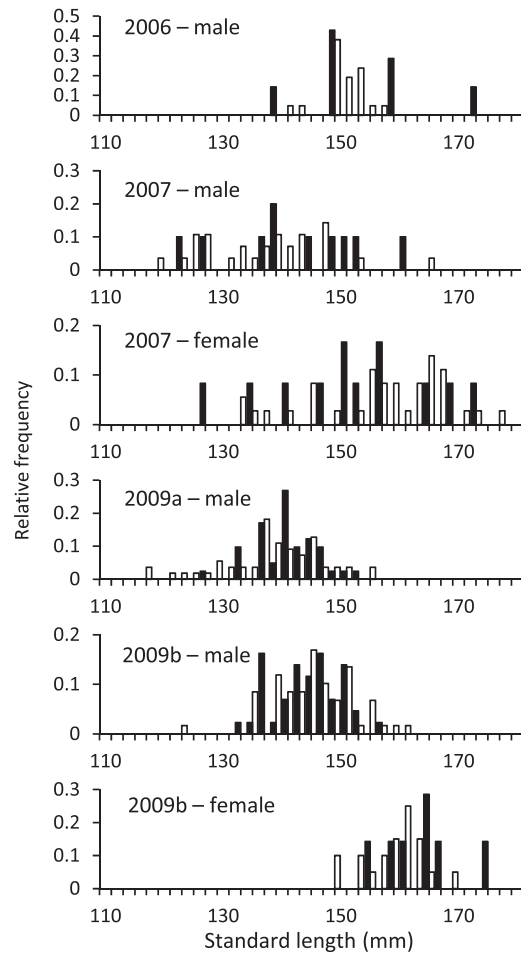 2006 – male
0.5
0.4
0.3
0.2
0.1
0
110 130 150 170
2007 – male
0.3
0.2
0.1
0
110 130 150 170
2007 – female
0.2
0.1
0
110 130 150 170
Relative frequency
2009a – male
0.3
0.2
0.1
0
110 130 150 170
2009b – male
0.2
0.1
0
110 130 150 170
2009b – female
0.3
0.2
0.1
0
110 130 150 170
Standard length (mm)